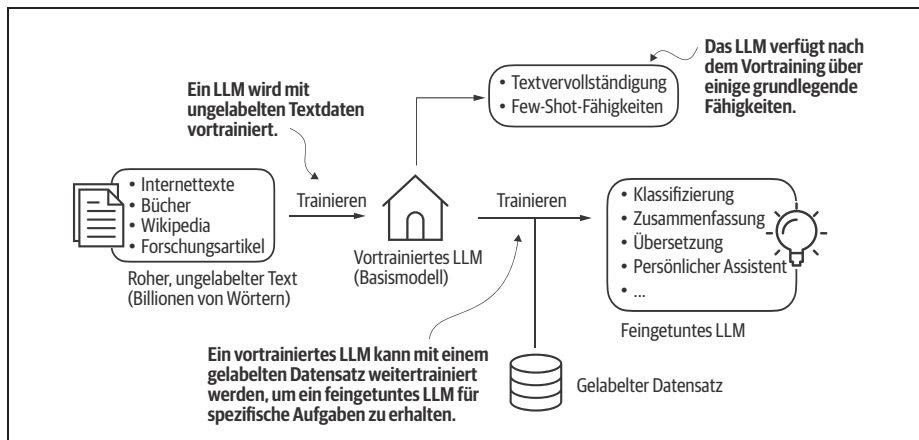 Ein LLM wird mit
ungelabelten Textdaten
vortrainiert.
• Textvervollständigung
• Few-Shot-Fähigkeiten
Das LLM verfügt nach
dem Vortraining über
einige grundlegende
Fähigkeiten.
• Internettexte
• Bücher
• Wikipedia
• Forschungsartikel
Roher, ungelabelter Text
(Billionen von Wörtern)
Trainieren
Vortrainiertes LLM
(Basismodell)
Trainieren
• Klassifizierung
• Zusammenfassung
• Übersetzung
• Persönlicher Assistent
• ...
Feingetuntes LLM
Ein vortrainiertes LLM kann mit einem
gelabelten Datensatz weitertrainiert
werden, um ein feingetuntes LLM für
spezifische Aufgaben zu erhalten.
Gelabelter Datensatz